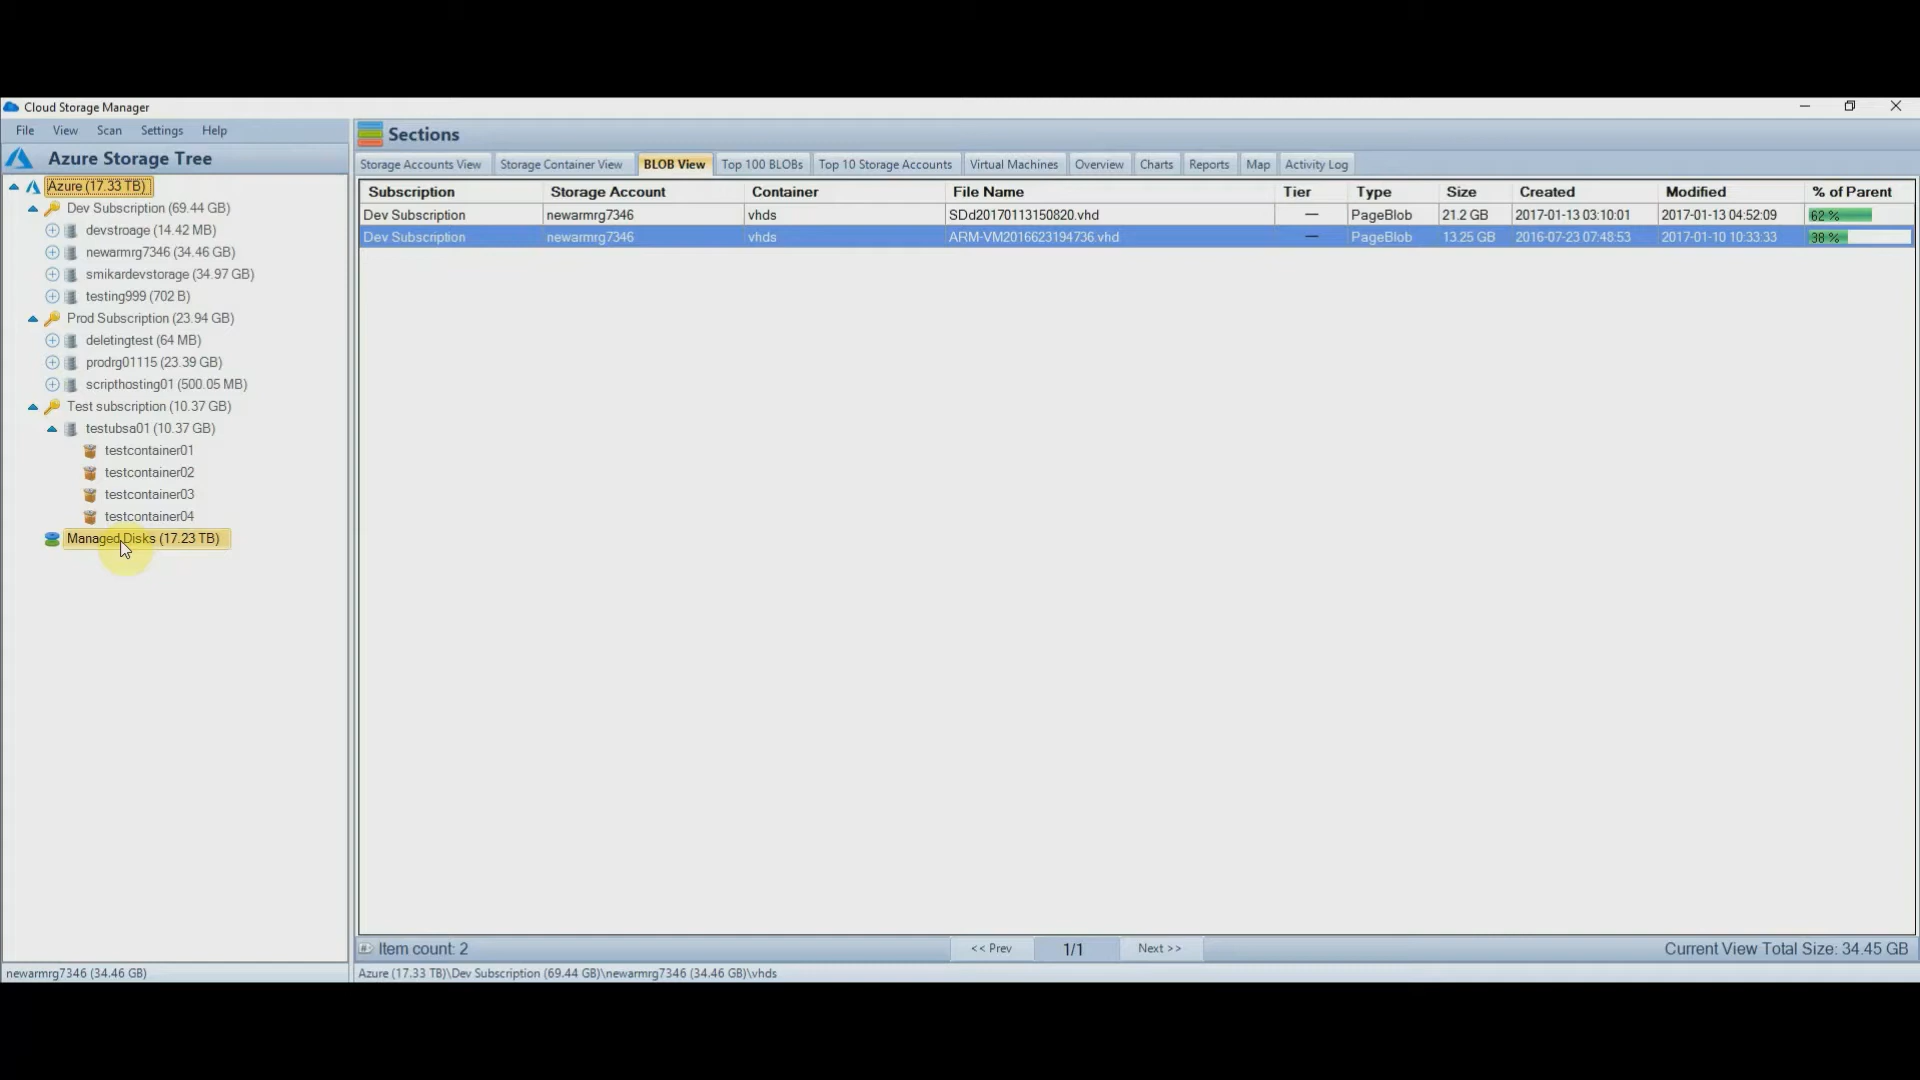 Cloud Storage Manager
File View Scan Settings Help
Azure Storage Tree
Azure (17.33 TB)
Dev Subscription (69.44 GB)
devstroage (14.42 MB)
newarmrg7346 (34.46 GB)
smikardevstorage (34.97 GB)
testing999 (702 B)
Prod Subscription (23.94 GB)
deletingtest (64 MB)
prodrg01115 (23.39 GB)
scripthosting01 (500.05 MB)
Test subscription (10.37 GB)
testubsa01 (10.37 GB)
testcontainer01
testcontainer02
testcontainer03
testcontainer04
Managed Disks (17.23 TB)
newarmrg7346 (34.46 GB)
Sections
Storage Accounts View Storage Container View BLOB View Top 100 BLOBs Top 10 Storage Accounts Virtual Machines Overview Charts Reports Map Activity Log
Subscription Storage Account Container File Name Tier Type Size Created Modified % of Parent
Dev Subscription newarmrg7346 vhds SDd20170113150820.vhd — PageBlob 21.2 GB 2017-01-13 03:10:01 2017-01-13 04:52:09 62 %
Dev Subscription newarmrg7346 vhds ARM-VM2016623194736.vhd — PageBlob 13.25 GB 2016-07-23 07:48:53 2017-01-10 10:33:33 38 %
Item count: 2 << Prev 1/1 Next >> Current View Total Size: 34.45 GB
Azure (17.33 TB)\Dev Subscription (69.44 GB)\newarmrg7346 (34.46 GB)\vhds